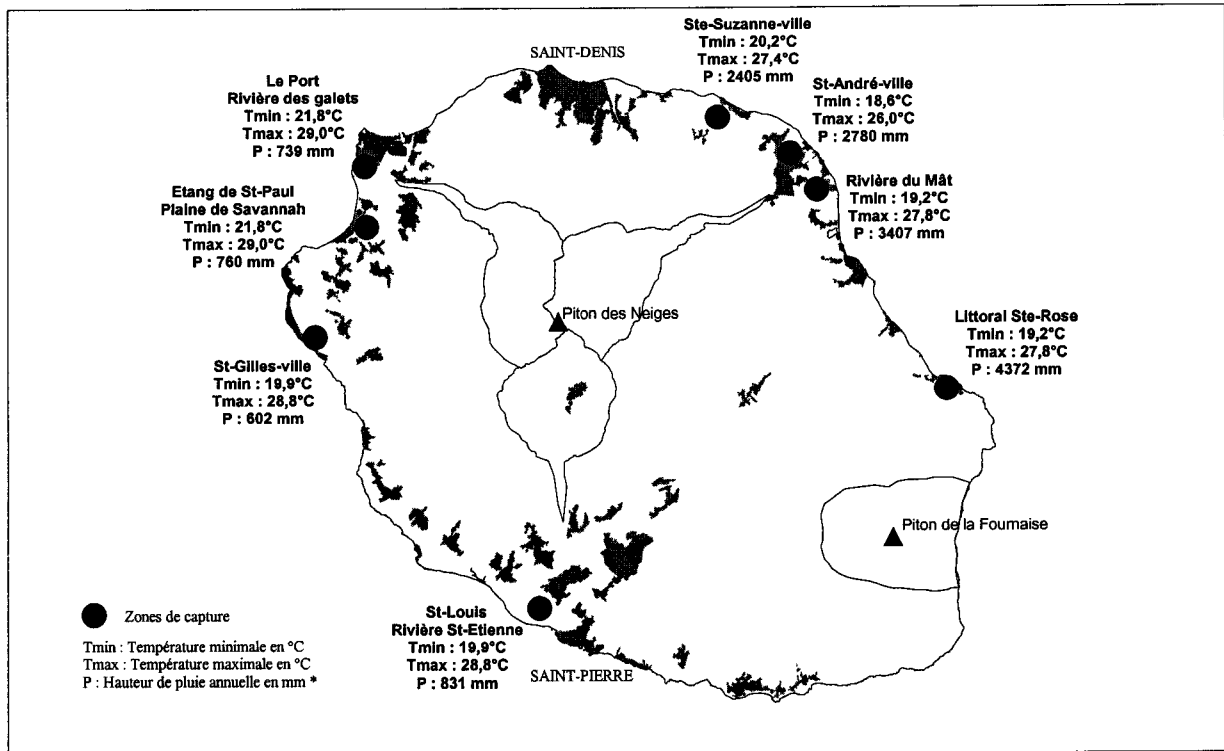 Ste-Suzanne-ville
Tmin : 20,2°C
Tmax : 27,4°C
P : 2405 mm
SAINT-DENIS
St-André-ville
Tmin : 18,6°C
Tmax : 26,0°C
P : 2780 mm
Le Port
Rivière des galets
Tmin : 21,8°C
Tmax : 29,0°C
P : 739 mm
Rivière du Mât
Tmin : 19,2°C
Tmax : 27,8°C
P : 3407 mm
Etang de St-Paul
Plaine de Savannah
Tmin : 21,8°C
Tmax : 29,0°C
P : 760 mm
Piton des Neiges
Littoral Ste-Rose
Tmin : 19,2°C
Tmax : 27,8°C
P : 4372 mm
St-Gilles-ville
Tmin : 19,9°C
Tmax : 28,8°C
P : 602 mm
Piton de la Fournaise
St-Louis
Rivière St-Etienne
Tmin : 19,9°C
Tmax : 28,8°C
P : 831 mm
SAINT-PIERRE
Zones de capture
Tmin : Température minimale en °C
Tmax : Température maximale en °C
P : Hauteur de pluie annuelle en mm *